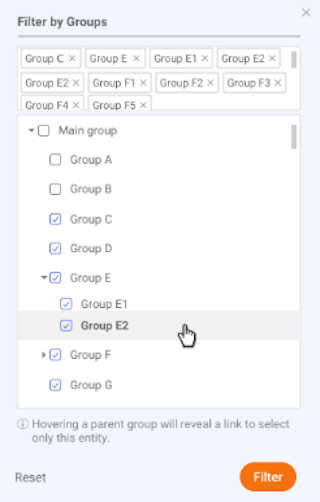 Filter by Groups
Group C × Group E × Group E1 × Group E2 ×
Group E2 × Group F1 × Group F2 × Group F3 ×
Group F4 × Group F5 ×
Main group
Group A
Group B
Group C
Group D
Group E
Group E1
Group E2
Group F
Group G
Hovering a parent group will reveal a link to select
only this entity.
Reset Filter